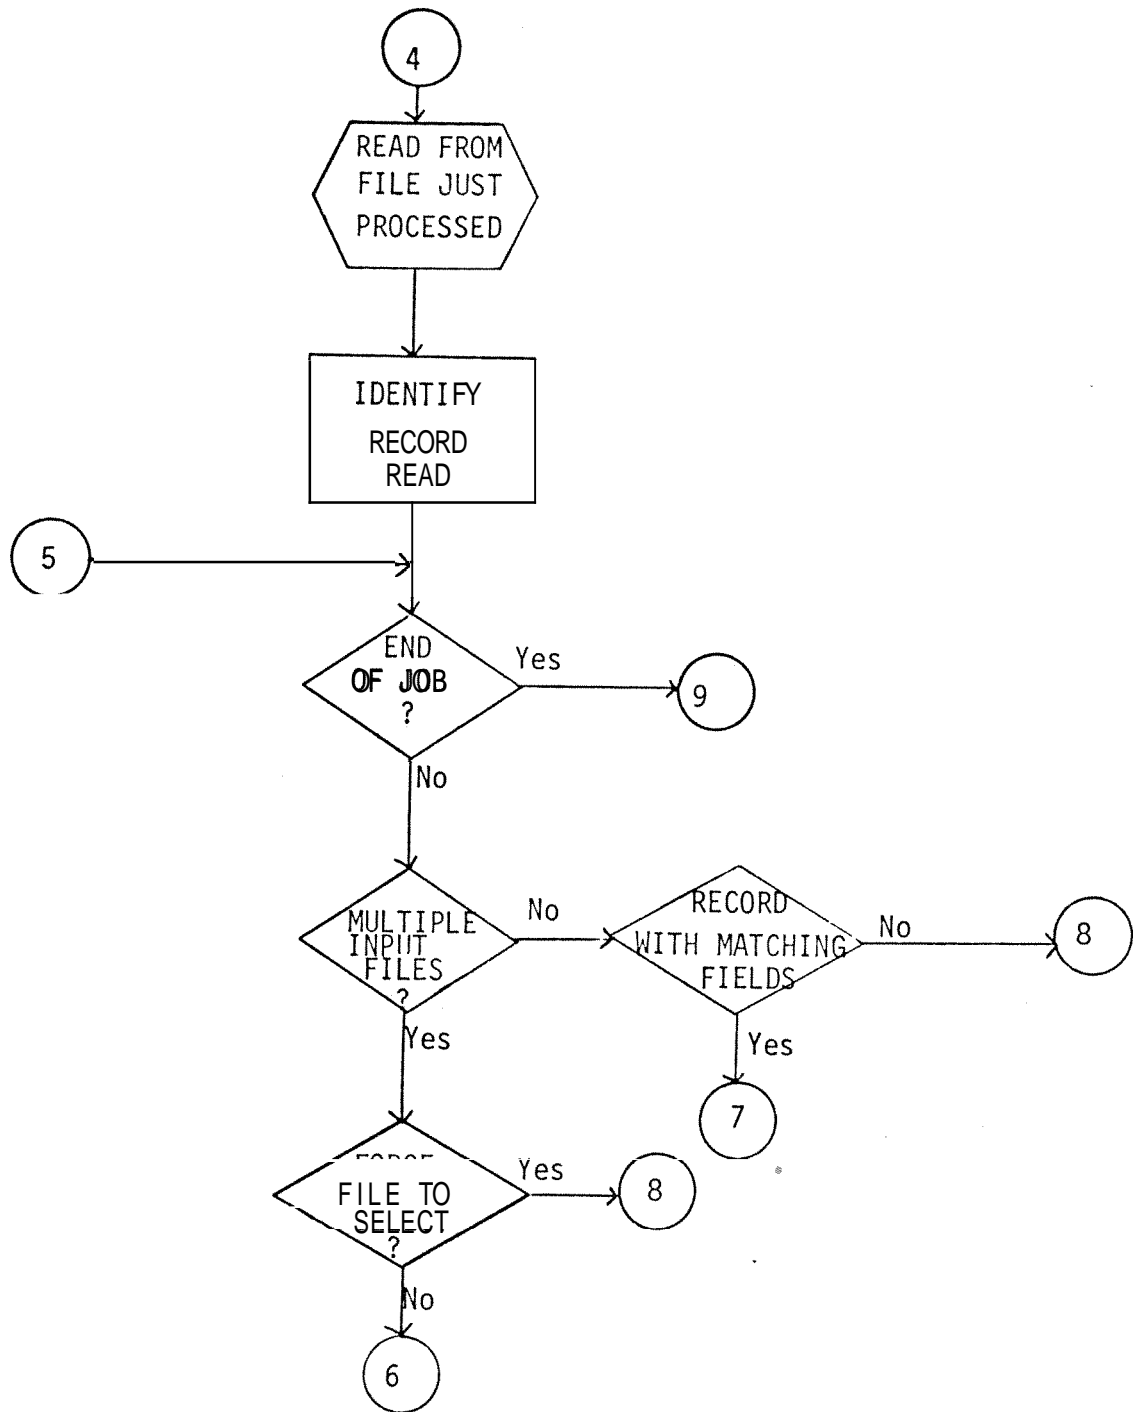 4
READ FROM
FILE JUST
PROCESSED
IDENTIFY
RECORD
READ
5
END
OF JOB
?
Yes
9
No
MULTIPLE
INPUT
FILES
?
No
RECORD
WITH MATCHING
FIELDS
No
8
Yes
Yes
7
FILE TO
SELECT
?
Yes
8
No
6